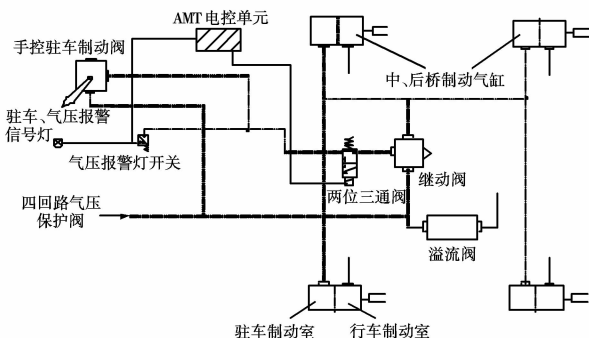 AMT电控单元
手控驻车制动阀
中、后桥制动气缸
驻车、气压报警
信号灯
气压报警灯开关
两位三通阀
继动阀
四回路气压
保护阀
溢流阀
驻车制动室
行车制动室